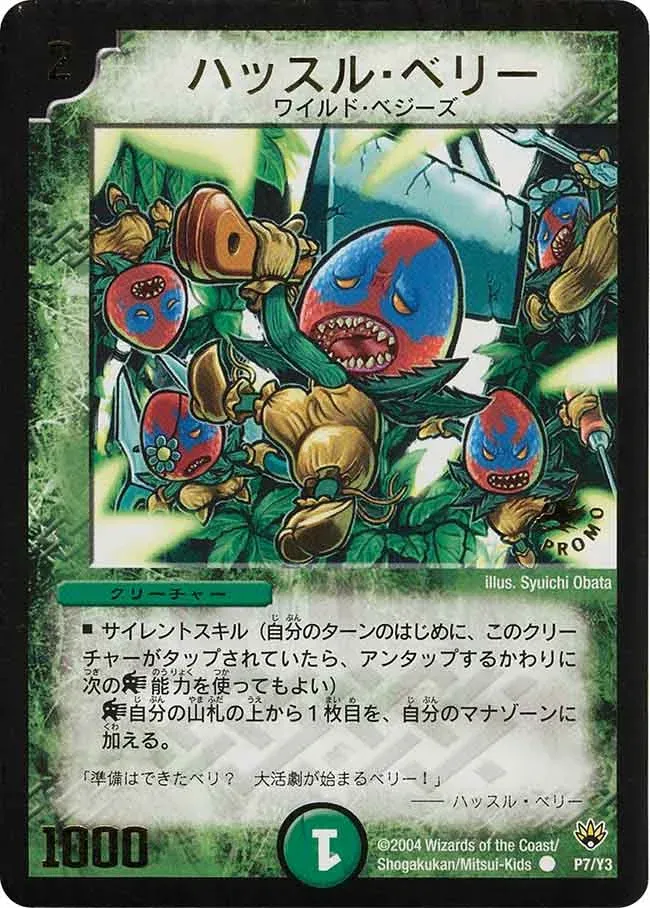 2
ハッスル・ベリー
ワイルド・ベジーズ
PROMO
illus. Syuichi Obata
クリーチャー
■ サイレントスキル（自分のターンのはじめに、このクリー
チャーがタップされていたら、アンタップするかわりに
次の能力を使ってもよい）
自分の山札の上から1枚目を、自分のマナゾーンに
加える。
「準備はできたベリ？　大活劇が始まるベリー！」
—— ハッスル・ベリー
1000
1
©2004 Wizards of the Coast/
Shogakukan/Mitsui-Kids
P7/Y3